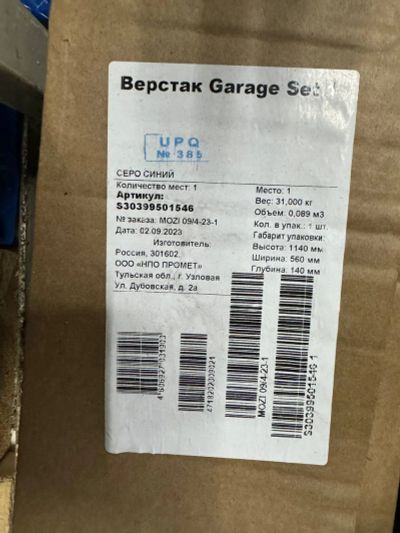 Верстак Garage Set
UPQ
№ 385
СЕРО СИНИЙ
Количество мест: 1
Артикул:
S30399501546
№ заказа: MOZI 09/4-23-1
Дата: 02.09.2023
Изготовитель:
Россия, 301602,
ООО «НПО ПРОМЕТ»
Тульская обл., г. Узловая
Ул. Дубовская, д. 2а
Место: 1
Вес: 31,000 кг
Объем: 0,089 м3
Кол. в упак.: 1 шт.
Габарит упаковки:
Высота: 1140 мм
Ширина: 560 мм
Глубина: 140 мм
4718202009021
MOZI 09/4-23-1
S30399501546 1